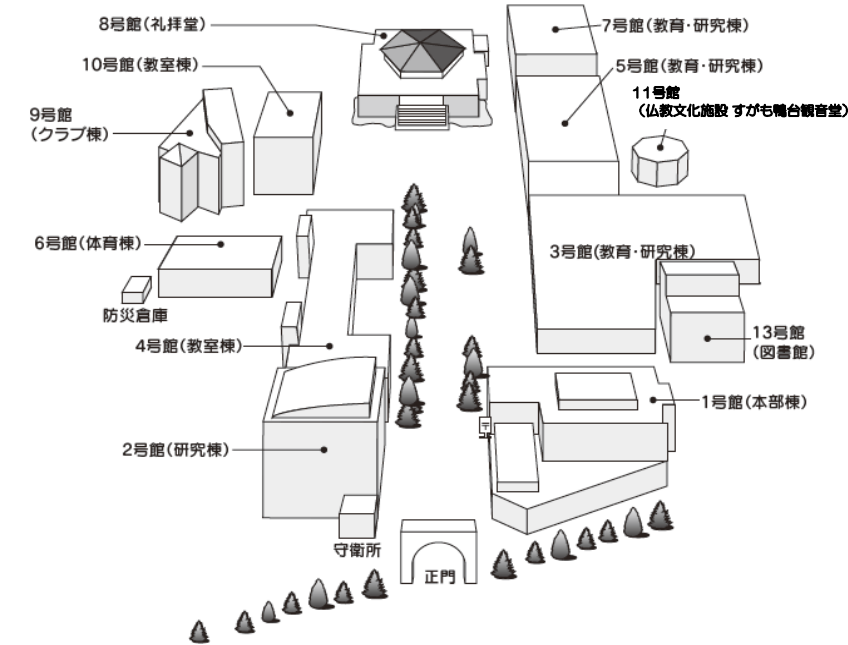 8号館(礼拝堂)
7号館(教育・研究棟)
10号館(教室棟)
5号館(教育・研究棟)
11号館
(仏教文化施設 すがも鴨台観音堂)
9号館
(クラブ棟)
6号館(体育棟)
3号館(教育・研究棟)
防災倉庫
4号館(教室棟)
13号館
(図書館)
1号館(本部棟)
〒
2号館(研究棟)
守衛所
正門